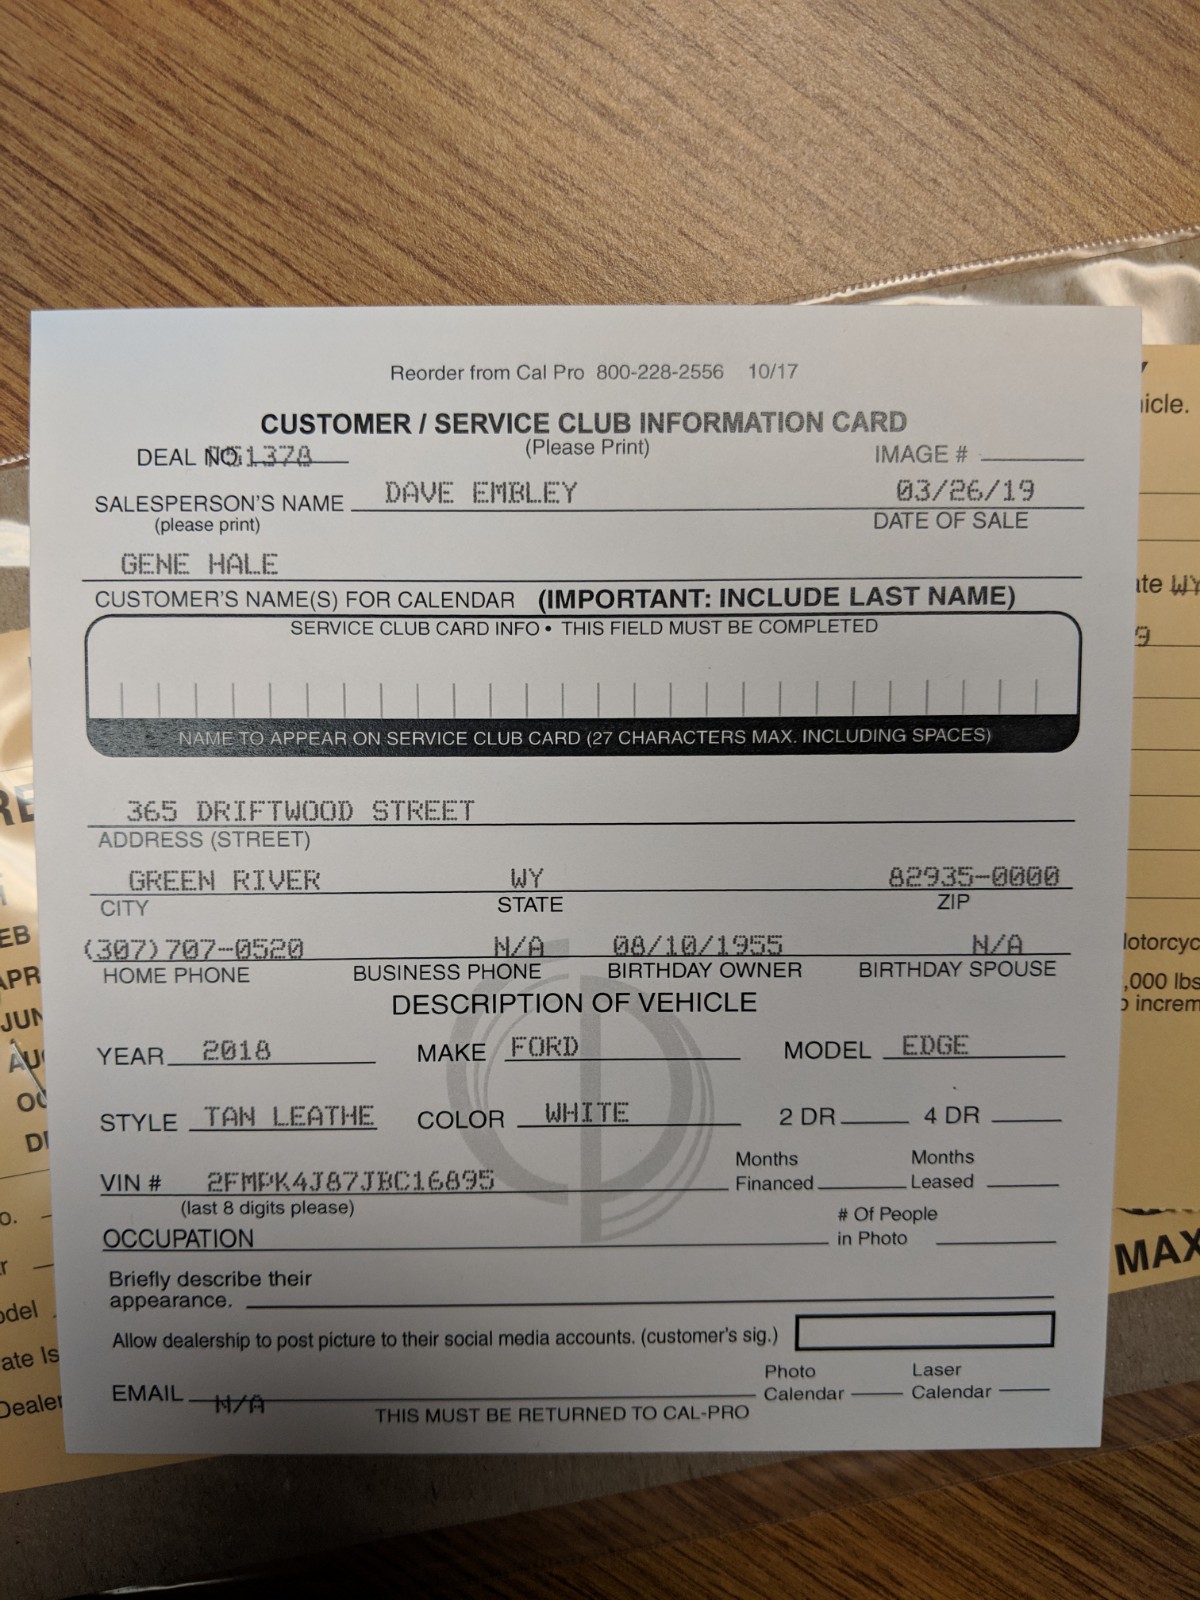 Reorder from Cal Pro 800-228-2556 10/17
CUSTOMER / SERVICE CLUB INFORMATION CARD
(Please Print)
DEAL NO. IMAGE #
SALESPERSON'S NAME DAVE EMBLEY 03/26/19
(please print) DATE OF SALE
GENE HALE
CUSTOMER'S NAME(S) FOR CALENDAR (IMPORTANT: INCLUDE LAST NAME)
SERVICE CLUB CARD INFO • THIS FIELD MUST BE COMPLETED
NAME TO APPEAR ON SERVICE CLUB CARD (27 CHARACTERS MAX. INCLUDING SPACES)
365 DRIFTWOOD STREET
ADDRESS (STREET)
GREEN RIVER WY 82935-0000
CITY STATE ZIP
(307)707-0520 N/A 08/10/1955 N/A
HOME PHONE BUSINESS PHONE BIRTHDAY OWNER BIRTHDAY SPOUSE
DESCRIPTION OF VEHICLE
YEAR 2018 MAKE FORD MODEL EDGE
STYLE TAN LEATHE COLOR WHITE 2 DR 4 DR
Months Months
VIN # 2FMPK4J87JBC16895 Financed Leased
(last 8 digits please)
# Of People
OCCUPATION in Photo
Briefly describe their
appearance.
Allow dealership to post picture to their social media accounts. (customer's sig.)
Photo Laser
EMAIL N/A Calendar Calendar
THIS MUST BE RETURNED TO CAL-PRO
WY
9
,000 lbs
MAX
APR
JUN